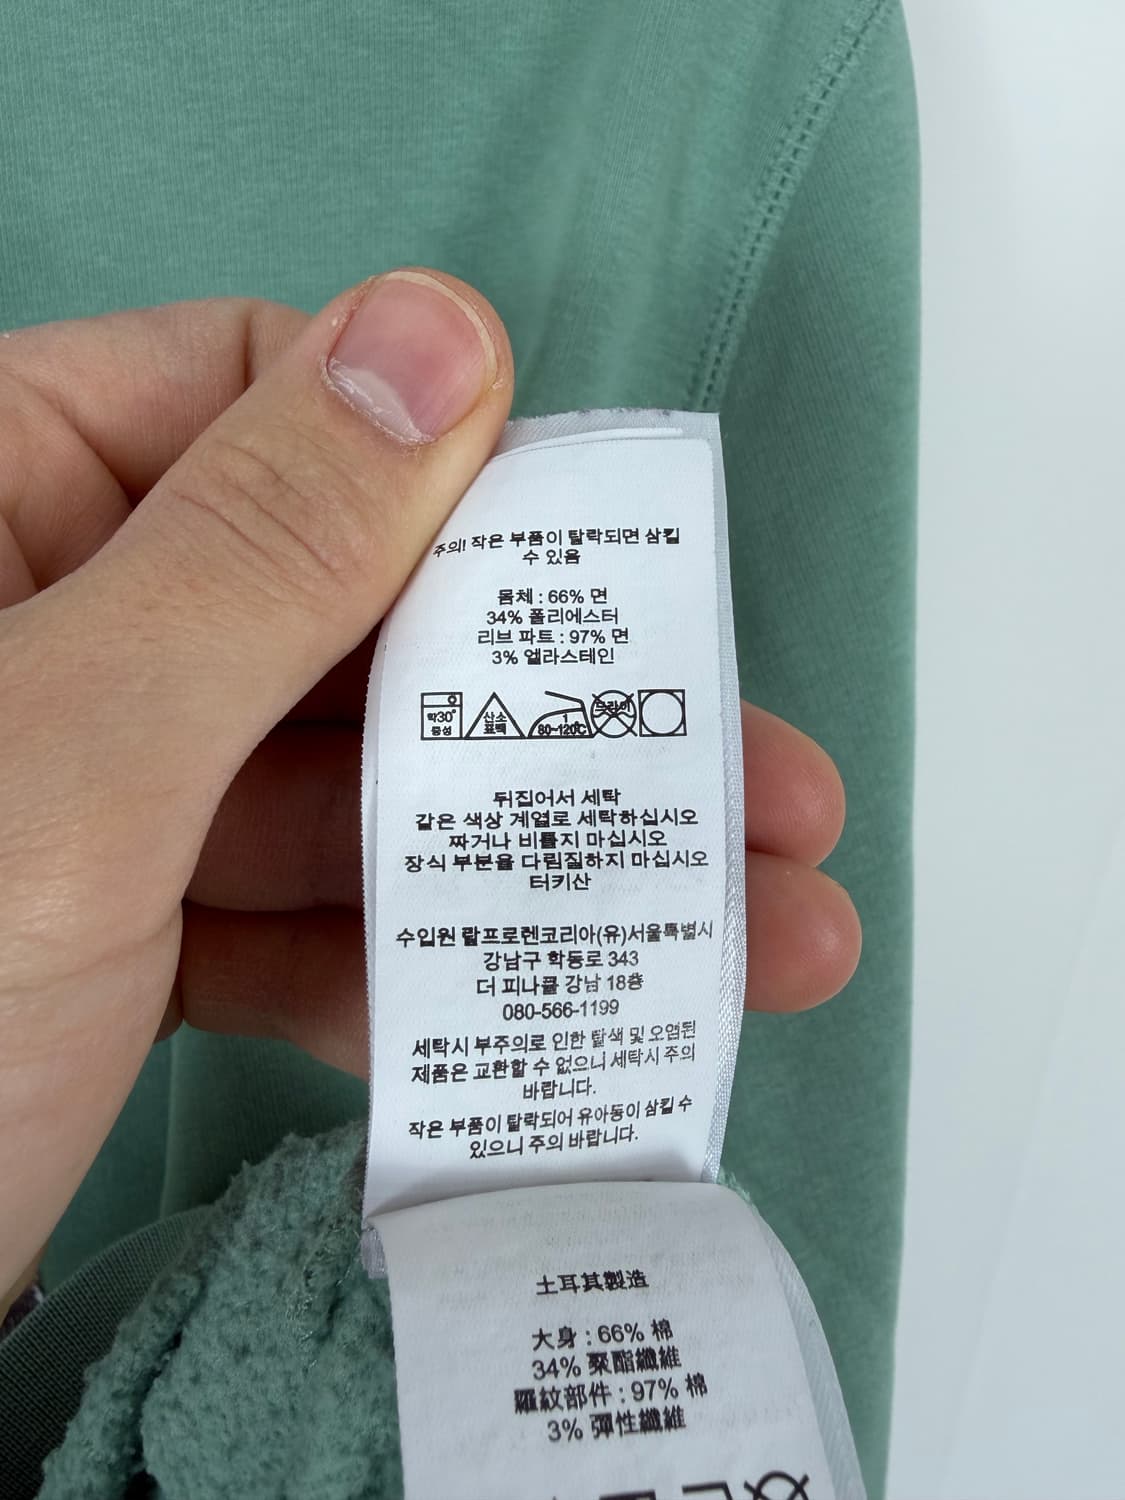 주의! 작은 부품이 탈락되면 삼킬
수 있음
몸체 : 66% 면
34% 폴리에스터
리브 파트 : 97% 면
3% 엘라스테인
약30°
중성
산소
표백
1
80~120℃
드라이
뒤집어서 세탁
같은 색상 계열로 세탁하십시오
짜거나 비틀지 마십시오
장식 부분을 다림질하지 마십시오
터키산
수입원 랄프로렌코리아(유)서울특별시
강남구 학동로 343
더 피나클 강남 18층
080-566-1199
세탁시 부주의로 인한 탈색 및 오염된
제품은 교환할 수 없으니 세탁시 주의
바랍니다.
작은 부품이 탈락되어 유아동이 삼킬 수
있으니 주의 바랍니다.
土耳其製造
大身 : 66% 棉
34% 聚酯纖維
羅紋部件 : 97% 棉
3% 彈性纖維